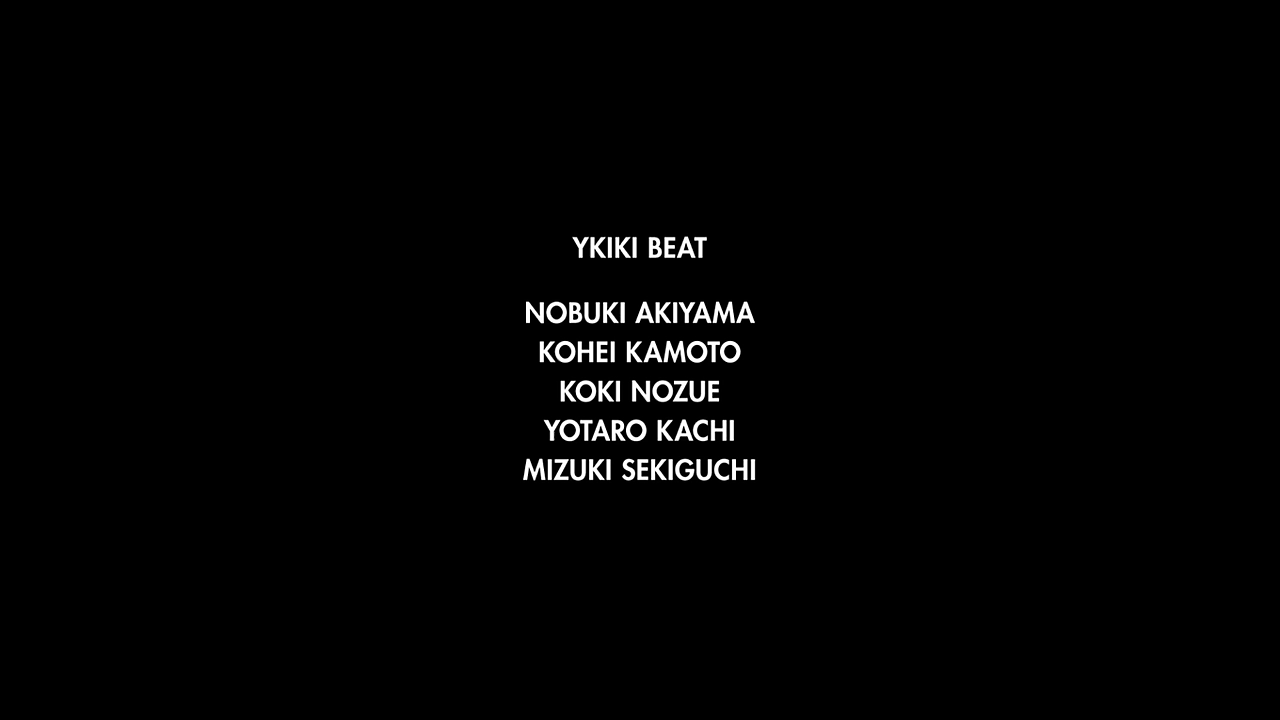 YKIKI BEAT
NOBUKI AKIYAMA
KOHEI KAMOTO
KOKI NOZUE
YOTARO KACHI
MIZUKI SEKIGUCHI